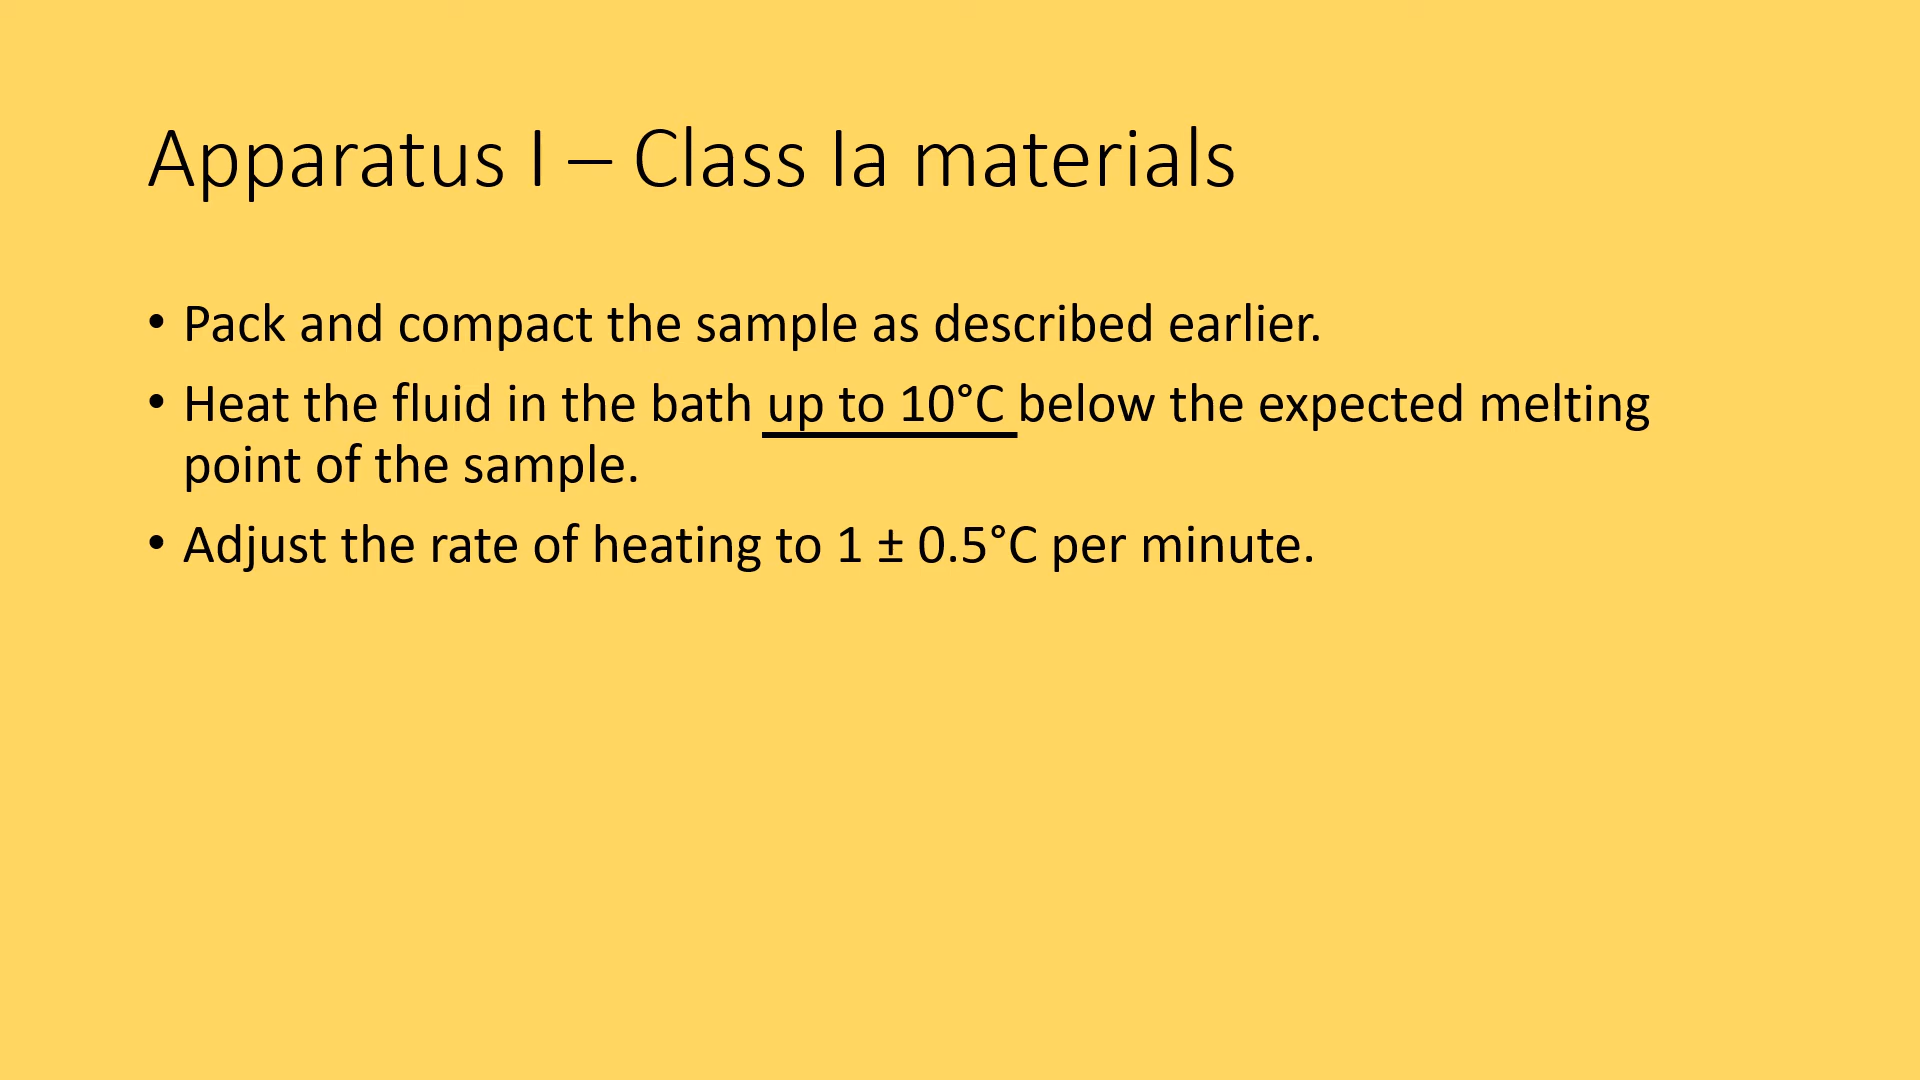 Apparatus I – Class Ia materials
• Pack and compact the sample as described earlier.
• Heat the fluid in the bath up to 10°C below the expected melting
point of the sample.
• Adjust the rate of heating to 1 ± 0.5°C per minute.